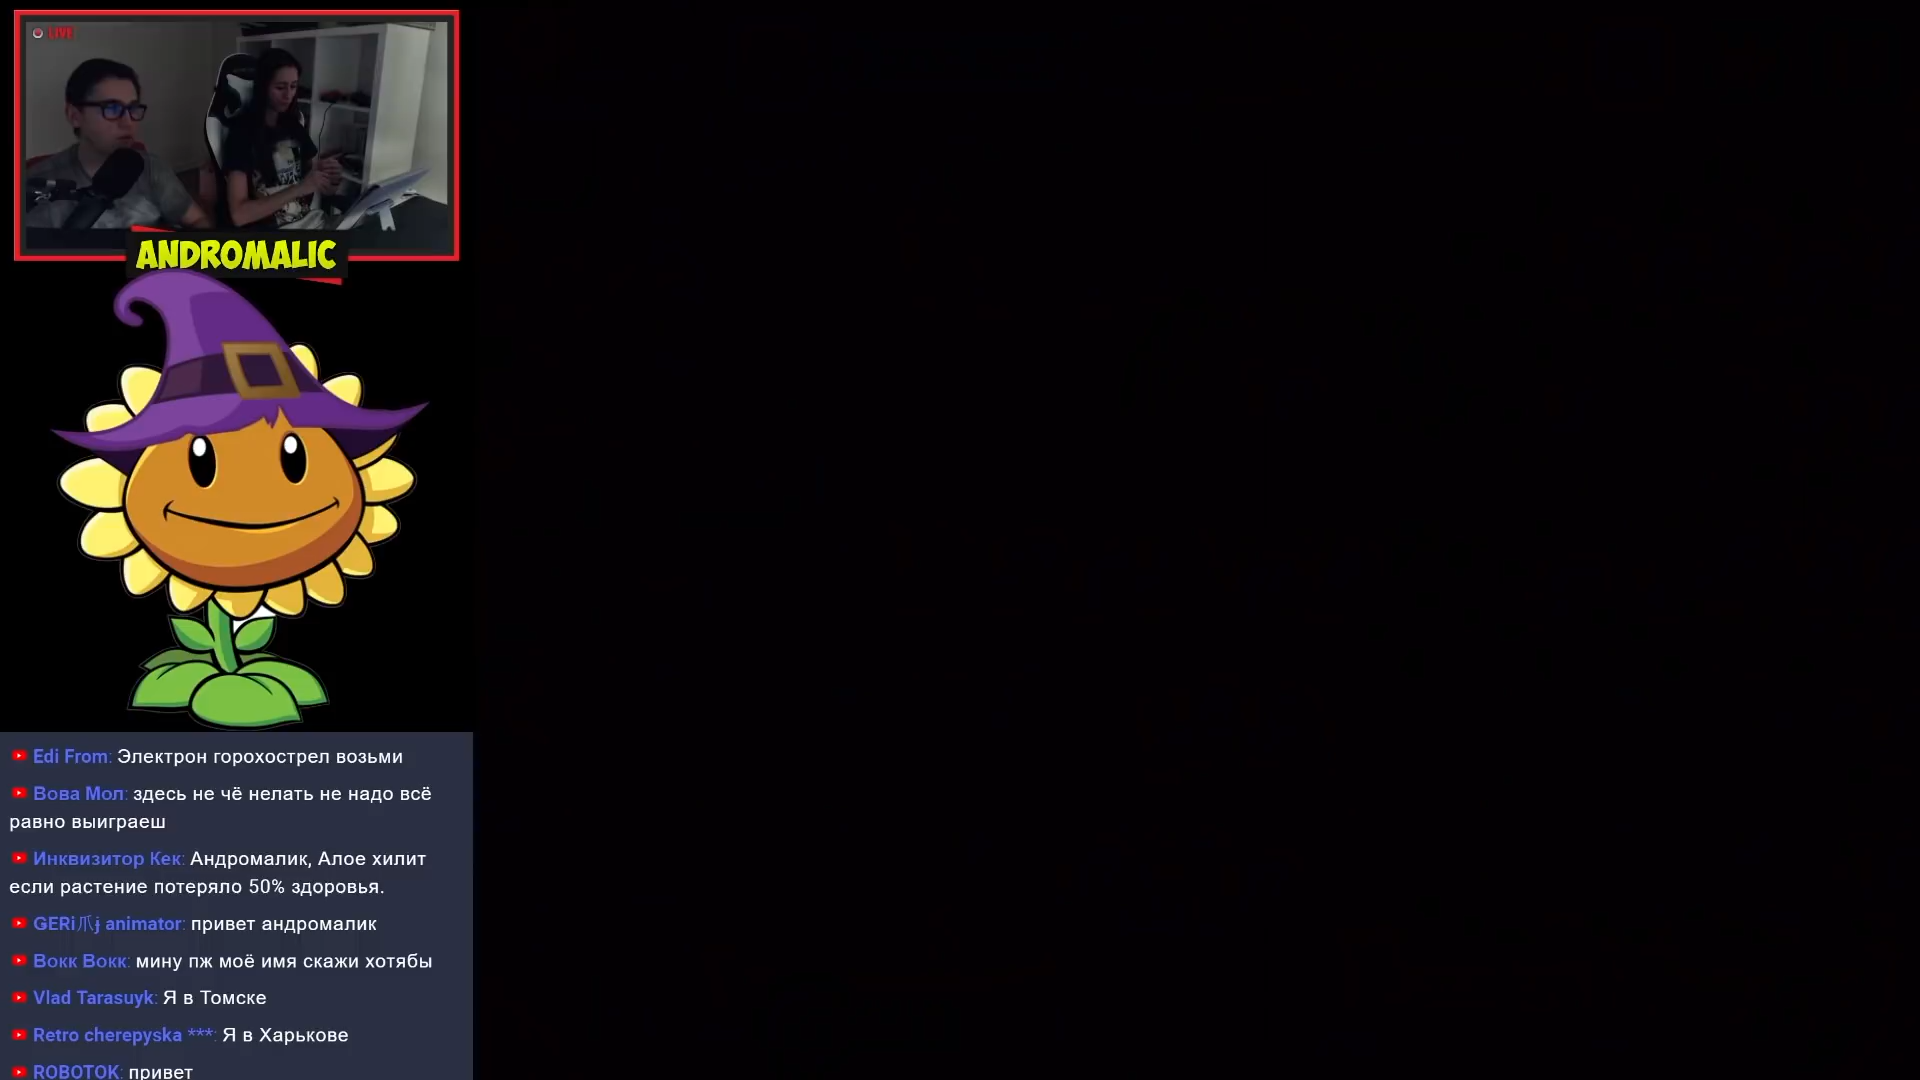 LIVE
ANDROMALIC
Edi From: Электрон горохострел возьми
Вова Мол: здесь не чё нелать не надо всё
равно выиграеш
Инквизитор Кек: Андромалик, Алое хилит
если растение потеряло 50% здоровья.
GERi爪ɉ animator: привет андромалик
Вокк Вокк: мину пж моё имя скажи хотябы
Vlad Tarasuyk: Я в Томске
Retro cherepyska ***: Я в Харькове
ROBOTOK: привет